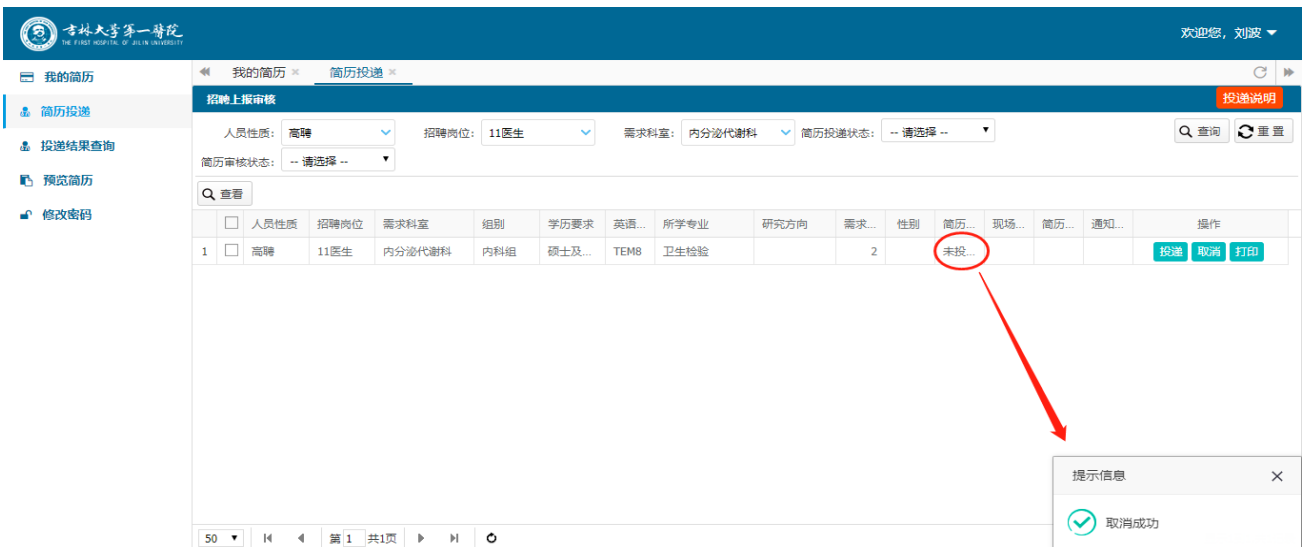 吉林大学第一医院
THE FIRST HOSPITAL OF JILIN UNIVERSITY
欢迎您，刘波
我的简历
简历投递
投递结果查询
预览简历
修改密码
我的简历 × 简历投递 ×
招聘上报审核 投递说明
人员性质: 高聘 招聘岗位: 11医生 需求科室: 内分泌代谢科 简历投递状态: -- 请选择 -- 查询 重置
简历审核状态: -- 请选择 --
查看
人员性质 招聘岗位 需求科室 组别 学历要求 英语... 所学专业 研究方向 需求... 性别 简历... 现场... 简历... 通知... 操作
1 高聘 11医生 内分泌代谢科 内科组 硕士及... TEM8 卫生检验 2 未投... 投递 取消 打印
提示信息 ×
取消成功
50 第 1 共1页